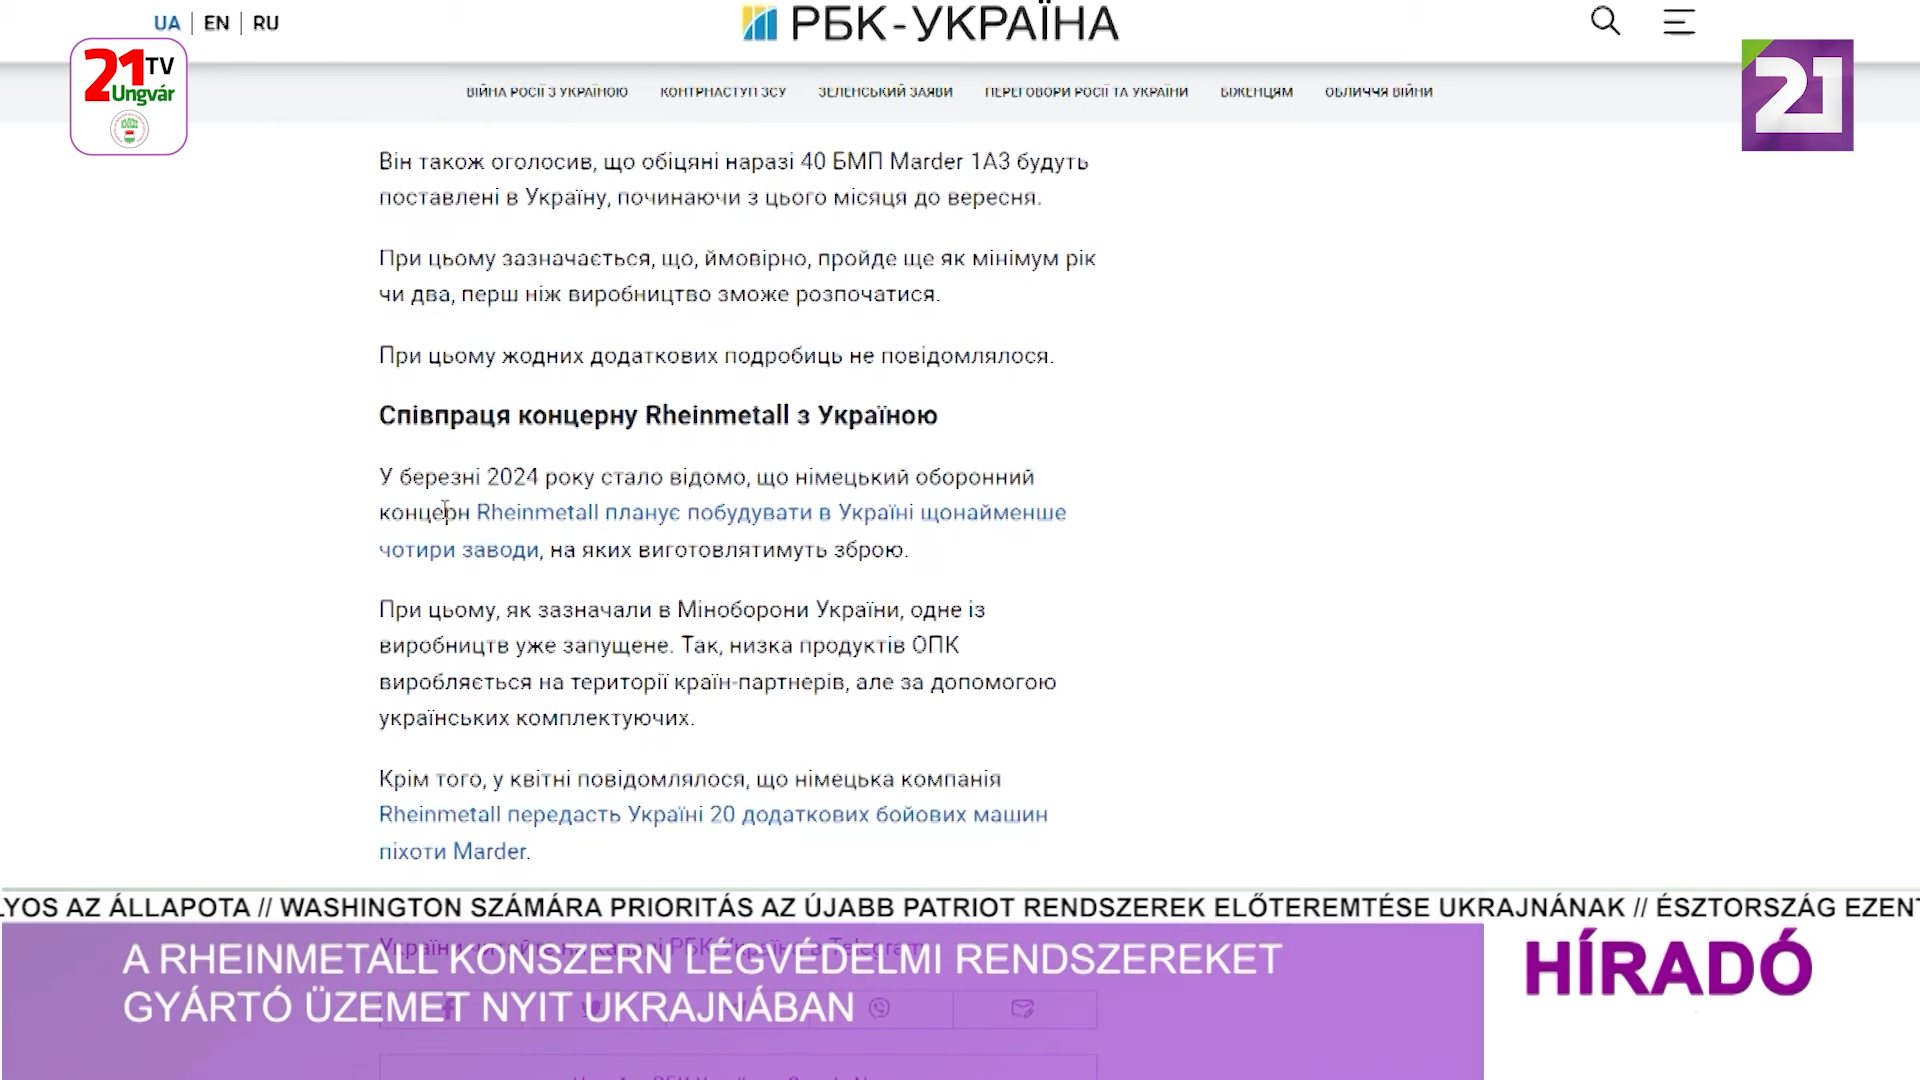 UA | EN | RU
РБК-УКРАЇНА
21 TV
Ungvár
21
ВІЙНА РОСІЇ З УКРАЇНОЮ КОНТРНАСТУП ЗСУ ЗЕЛЕНСЬКИЙ ЗАЯВИ ПЕРЕГОВОРИ РОСІЇ ТА УКРАЇНИ БІЖЕНЦЯМ ОБЛИЧЧЯ ВІЙНИ
Він також оголосив, що обіцяні наразі 40 БМП Marder 1A3 будуть
поставлені в Україну, починаючи з цього місяця до вересня.
При цьому зазначається, що, ймовірно, пройде ще як мінімум рік
чи два, перш ніж виробництво зможе розпочатися.
При цьому жодних додаткових подробиць не повідомлялося.
Співпраця концерну Rheinmetall з Україною
У березні 2024 року стало відомо, що німецький оборонний
концерн Rheinmetall планує побудувати в Україні щонайменше
чотири заводи, на яких виготовлятимуть зброю.
При цьому, як зазначали в Міноборони України, одне із
виробництв уже запущене. Так, низка продуктів ОПК
виробляється на території країн-партнерів, але за допомогою
українських комплектуючих.
Крім того, у квітні повідомлялося, що німецька компанія
Rheinmetall передасть Україні 20 додаткових бойових машин
піхоти Marder.
LYOS AZ ÁLLAPOTA // WASHINGTON SZÁMÁRA PRIORITÁS AZ ÚJABB PATRIOT RENDSZEREK ELŐTEREMTÉSE UKRAJNÁNAK // ÉSZTORSZÁG EZENT
A RHEINMETALL KONSZERN LÉGVÉDELMI RENDSZEREKET
GYÁRTÓ ÜZEMET NYIT UKRAJNÁBAN
HÍRADÓ